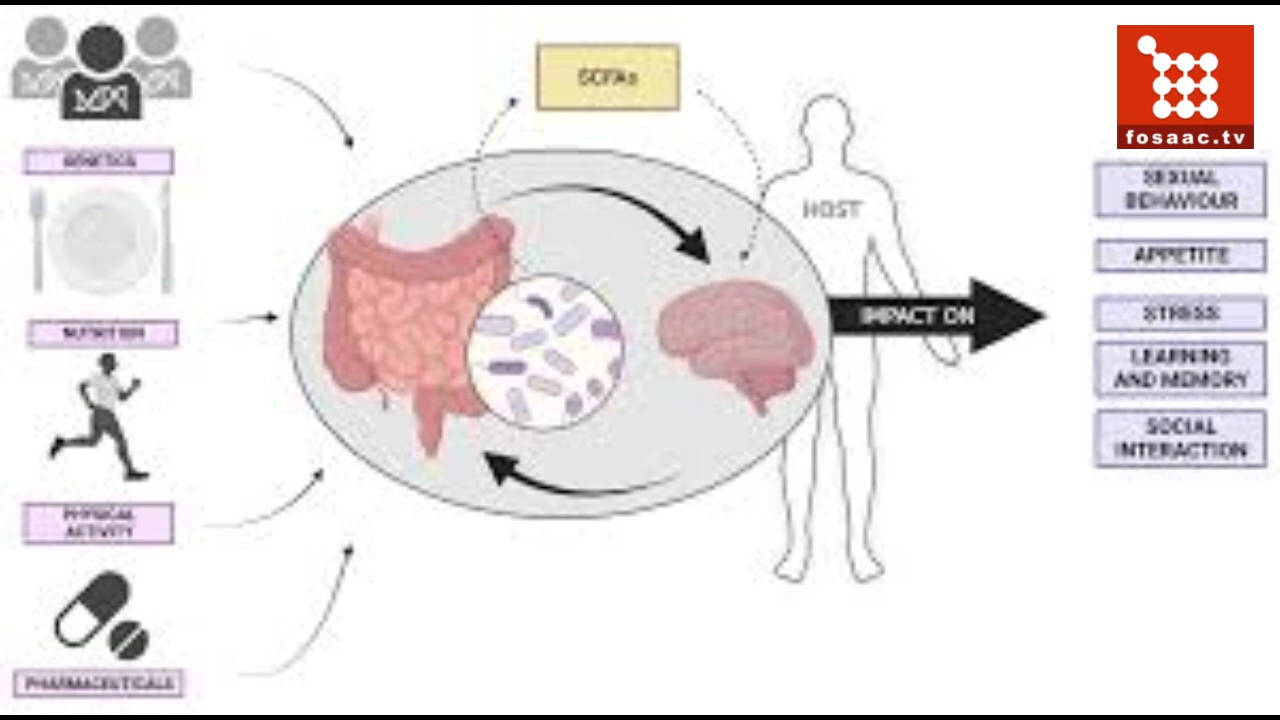 SCFAs
fosaac.tv
GENETICS
NUTRITION
PHYSICAL
ACTIVITY
PHARMACEUTICALS
HOST
IMPACT ON
SEXUAL
BEHAVIOUR
APPETITE
STRESS
LEARNING
AND MEMORY
SOCIAL
INTERACTION